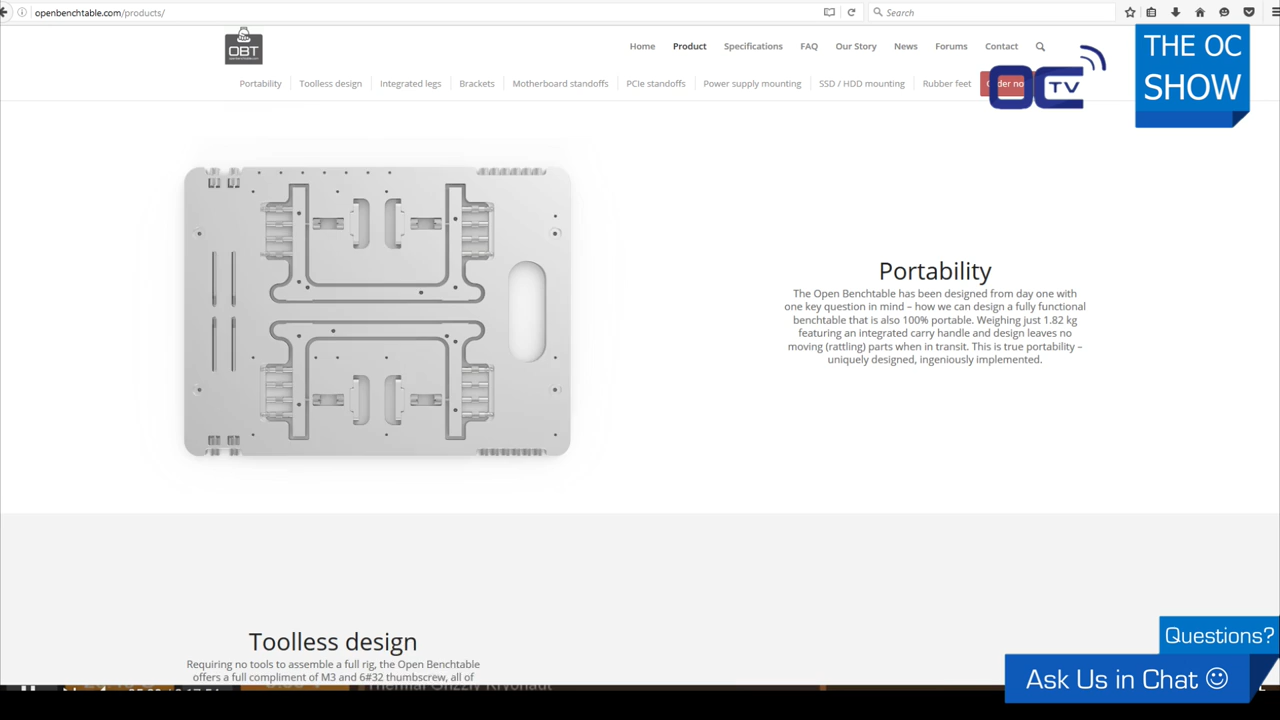 openbenchtable.com/products/
Search
OBT
Home Product Specifications FAQ Our Story News Forums Contact
Portability Toolless design Integrated legs Brackets Motherboard standoffs PCIe standoffs Power supply mounting SSD / HDD mounting Rubber feet
OC TV
THE OC
SHOW
Portability
The Open Benchtable has been designed from day one with
one key question in mind – how we can design a fully functional
benchtable that is also 100% portable. Weighing just 1.82 kg
featuring an integrated carry handle and design leaves no
moving (rattling) parts when in transit. This is true portability –
uniquely designed, ingeniously implemented.
Toolless design
Requiring no tools to assemble a full rig, the Open Benchtable
offers a full compliment of M3 and 6#32 thumbscrew, all of
Questions?
Ask Us in Chat ☺